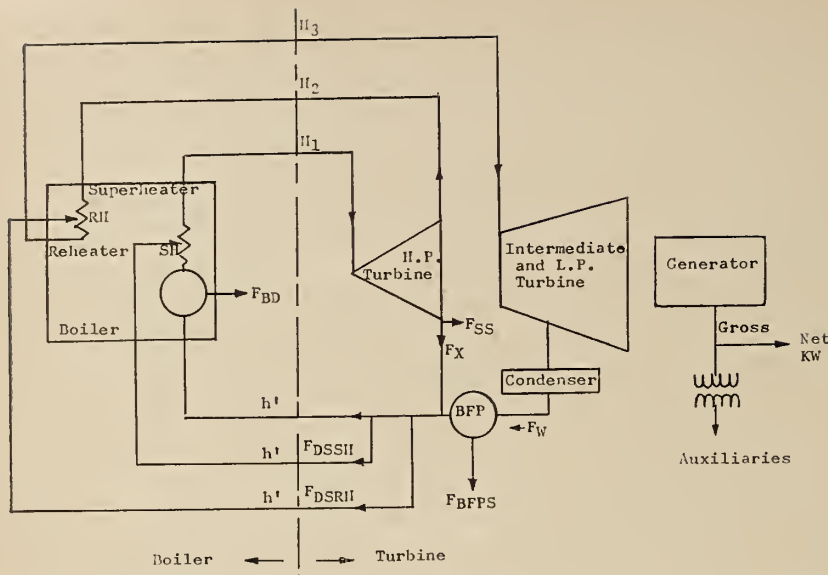 H3
H2
H1
Superheater
RH
Reheater
SH
FBD
Boiler
H.P.
Turbine
FSS
FX
Intermediate
and L.P.
Turbine
Generator
Gross
Net
KW
Condenser
BFP
FW
h'
h'
FDSSH
h'
FDSRH
FBFPS
Auxiliaries
Boiler
Turbine